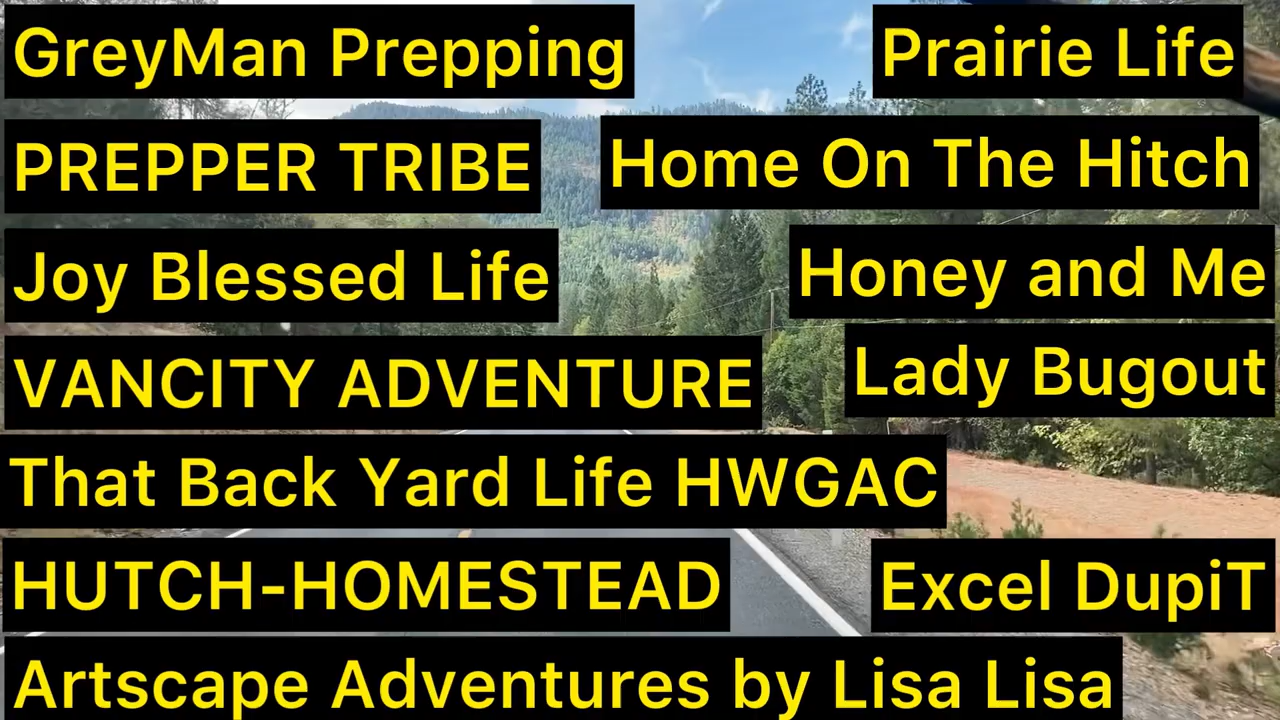 GreyMan Prepping
Prairie Life
PREPPER TRIBE
Home On The Hitch
Joy Blessed Life
Honey and Me
VANCITY ADVENTURE
Lady Bugout
That Back Yard Life HWGAC
HUTCH-HOMESTEAD
Excel DupiT
Artscape Adventures by Lisa Lisa